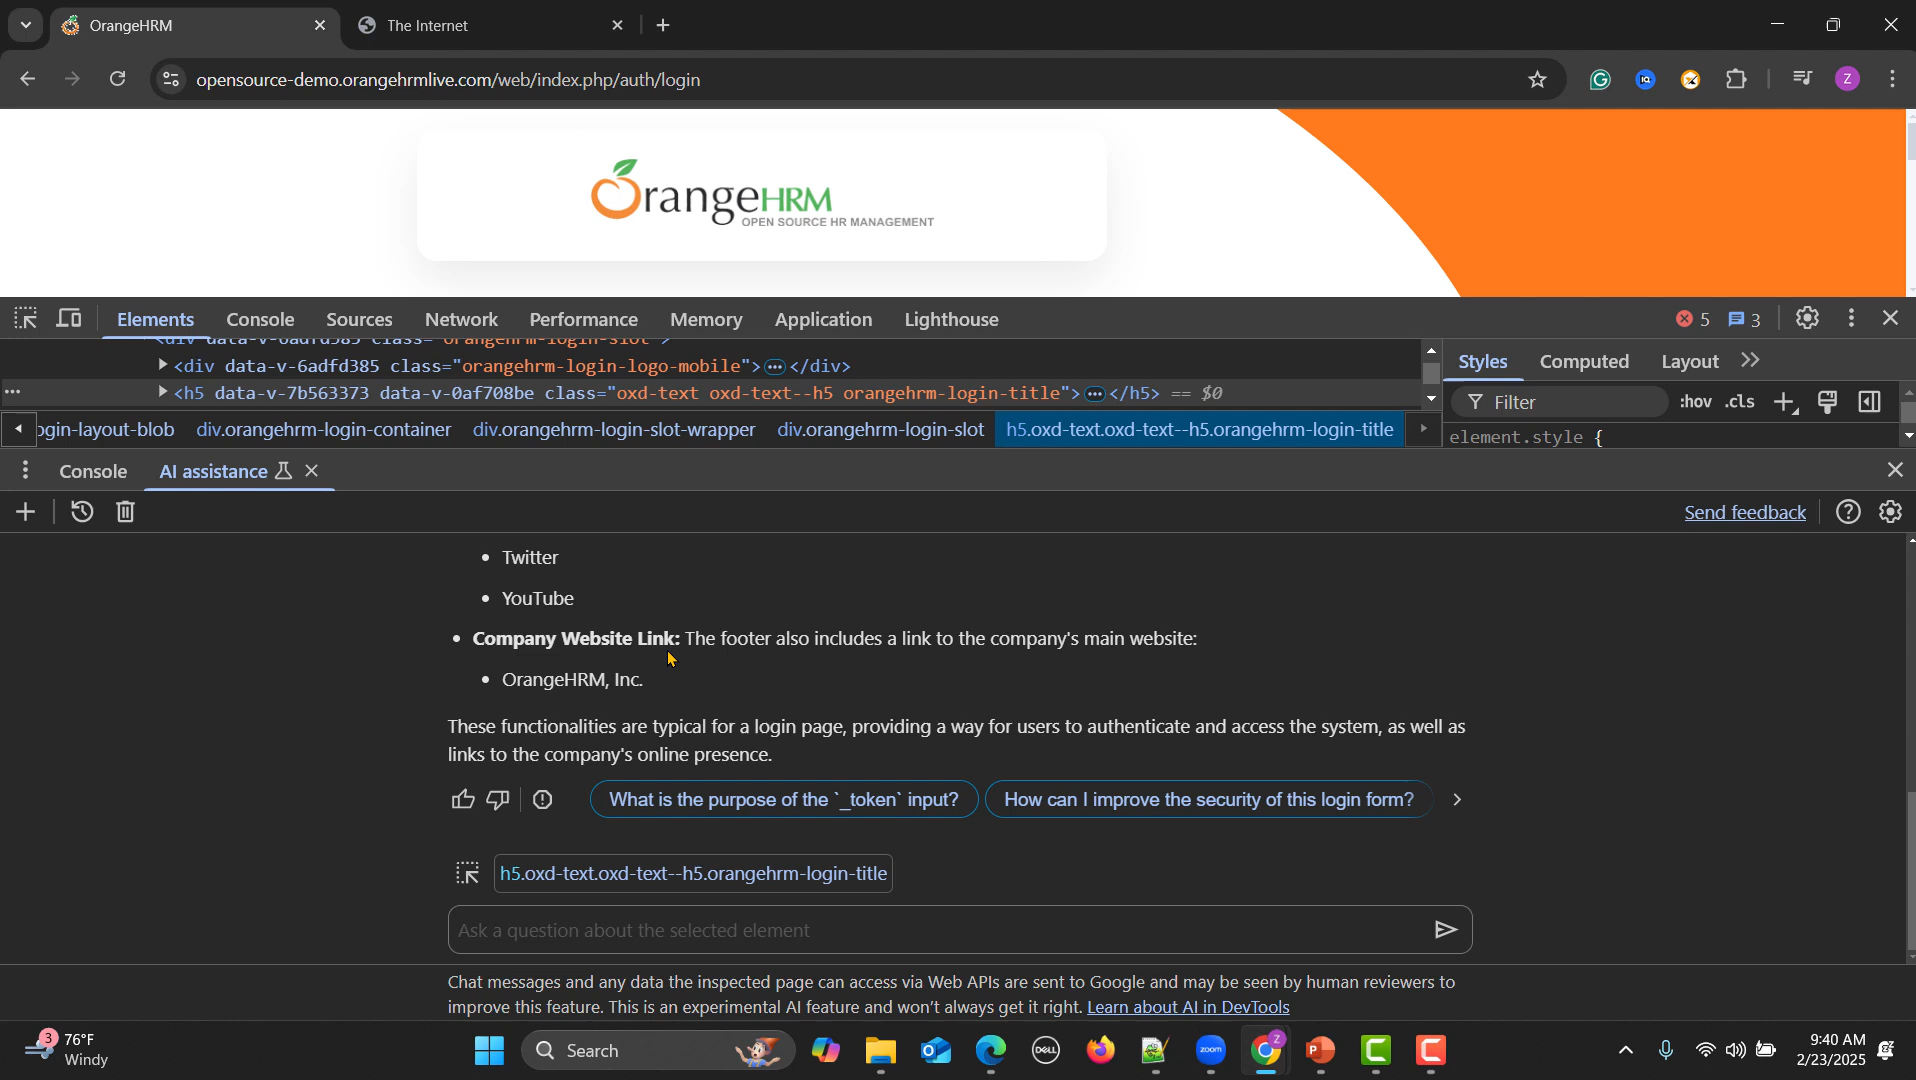 OrangeHRM
The Internet
opensource-demo.orangehrmlive.com/web/index.php/auth/login
Z
OrangeHRM
OPEN SOURCE HR MANAGEMENT
Elements Console Sources Network Performance Memory Application Lighthouse 5 3
<div data-v-6adfd385 class="orangehrm-login-slot">
<div data-v-6adfd385 class="orangehrm-login-logo-mobile">…</div>
… <h5 data-v-7b563373 data-v-0af708be class="oxd-text oxd-text--h5 orangehrm-login-title">…</h5> == $0
ogin-layout-blob div.orangehrm-login-container div.orangehrm-login-slot-wrapper div.orangehrm-login-slot h5.oxd-text.oxd-text--h5.orangehrm-login-title
Styles Computed Layout
Filter :hov .cls
element.style {
Console AI assistance
Send feedback
• Twitter
• YouTube
• Company Website Link: The footer also includes a link to the company's main website:
• OrangeHRM, Inc.
These functionalities are typical for a login page, providing a way for users to authenticate and access the system, as well as
links to the company's online presence.
What is the purpose of the `_token` input? How can I improve the security of this login form?
h5.oxd-text.oxd-text--h5.orangehrm-login-title
Ask a question about the selected element
Chat messages and any data the inspected page can access via Web APIs are sent to Google and may be seen by human reviewers to
improve this feature. This is an experimental AI feature and won't always get it right. Learn about AI in DevTools
3
76°F
Windy
Search
DELL
zoom
Z
9:40 AM
2/23/2025